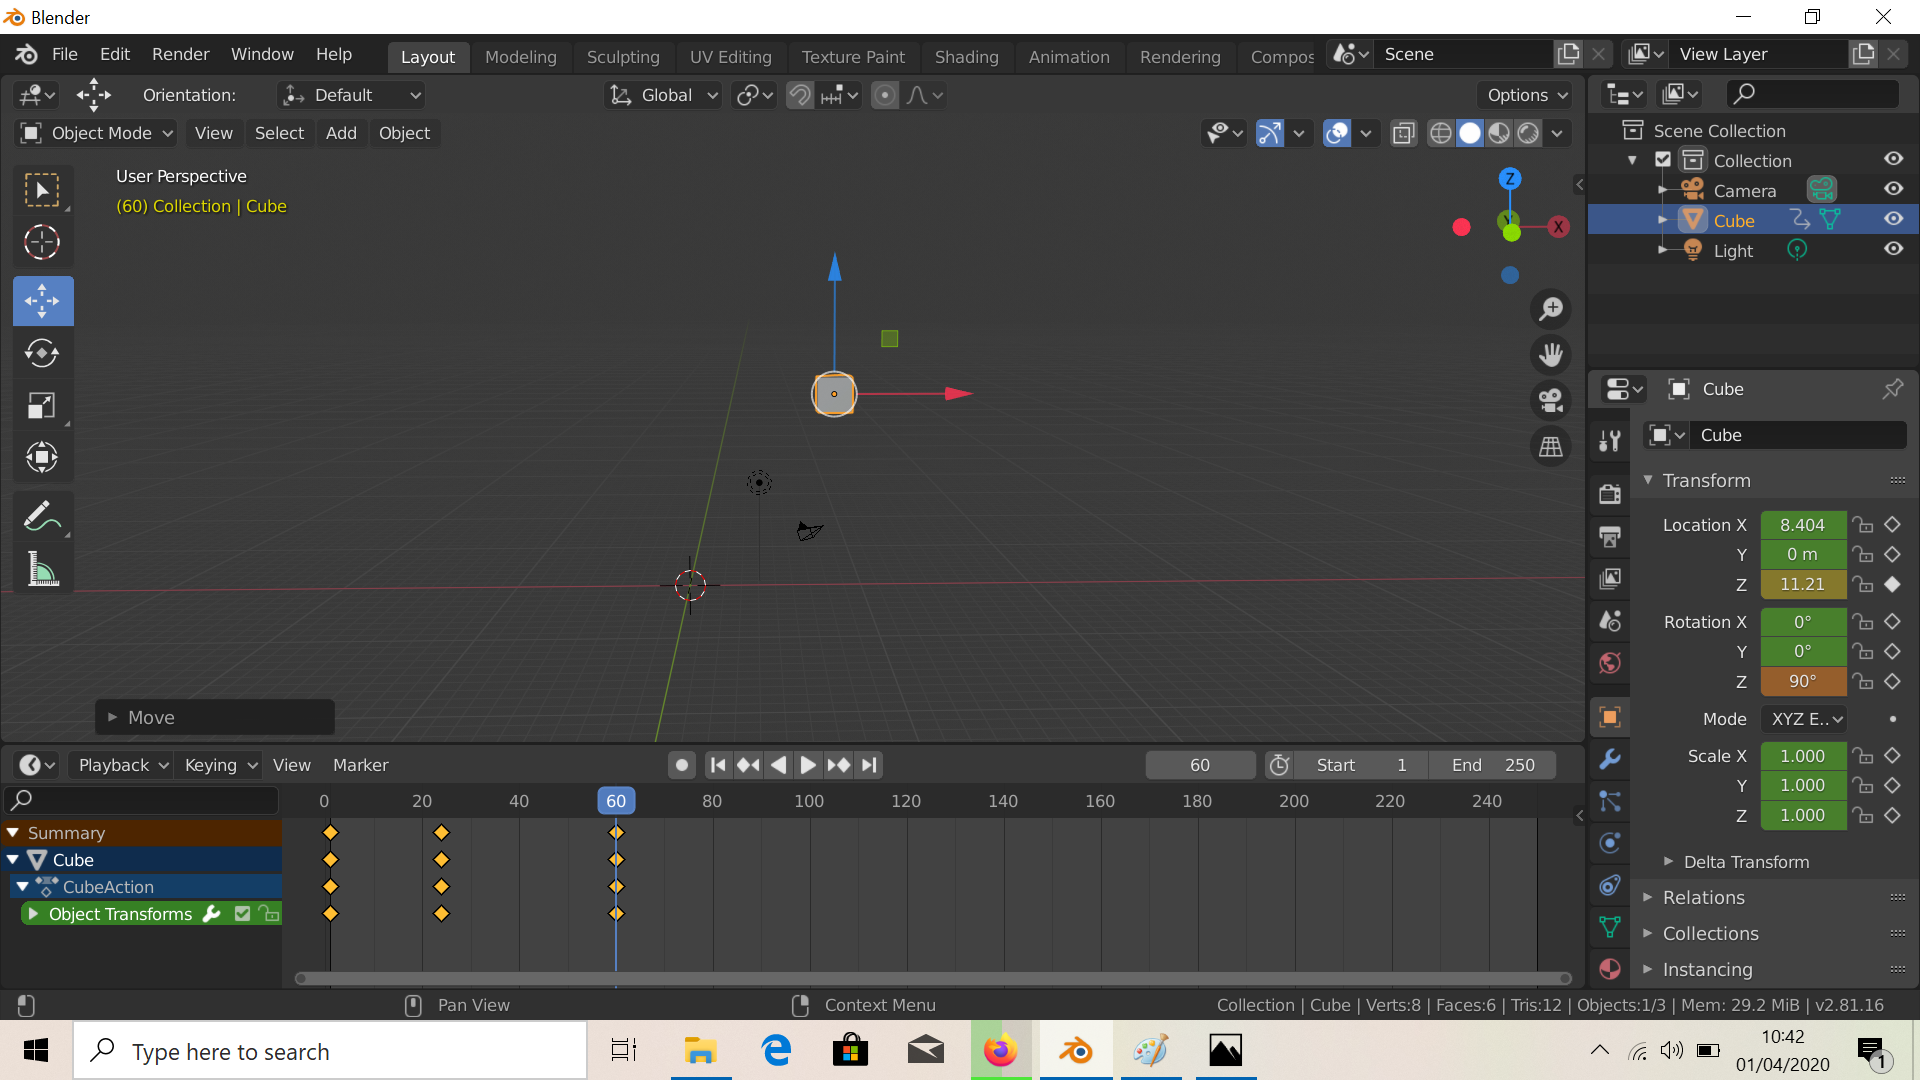 Blender
File Edit Render Window Help Layout Modeling Sculpting UV Editing Texture Paint Shading Animation Rendering Compos Scene View Layer
Orientation: Default Global Options
Object Mode View Select Add Object
User Perspective
(60) Collection | Cube
Z
Y
X
Move
Scene Collection
Collection
Camera
Cube
Light
Cube
Cube
Transform
Location X 8.404
Y 0 m
Z 11.21
Rotation X 0°
Y 0°
Z 90°
Mode XYZ E..
Scale X 1.000
Y 1.000
Z 1.000
Delta Transform
Relations
Collections
Instancing
Playback Keying View Marker 60 Start 1 End 250
0 20 40 60 80 100 120 140 160 180 200 220 240
Summary
Cube
CubeAction
Object Transforms
Pan View Context Menu Collection | Cube | Verts:8 | Faces:6 | Tris:12 | Objects:1/3 | Mem: 29.2 MiB | v2.81.16
Type here to search
10:42
01/04/2020
1